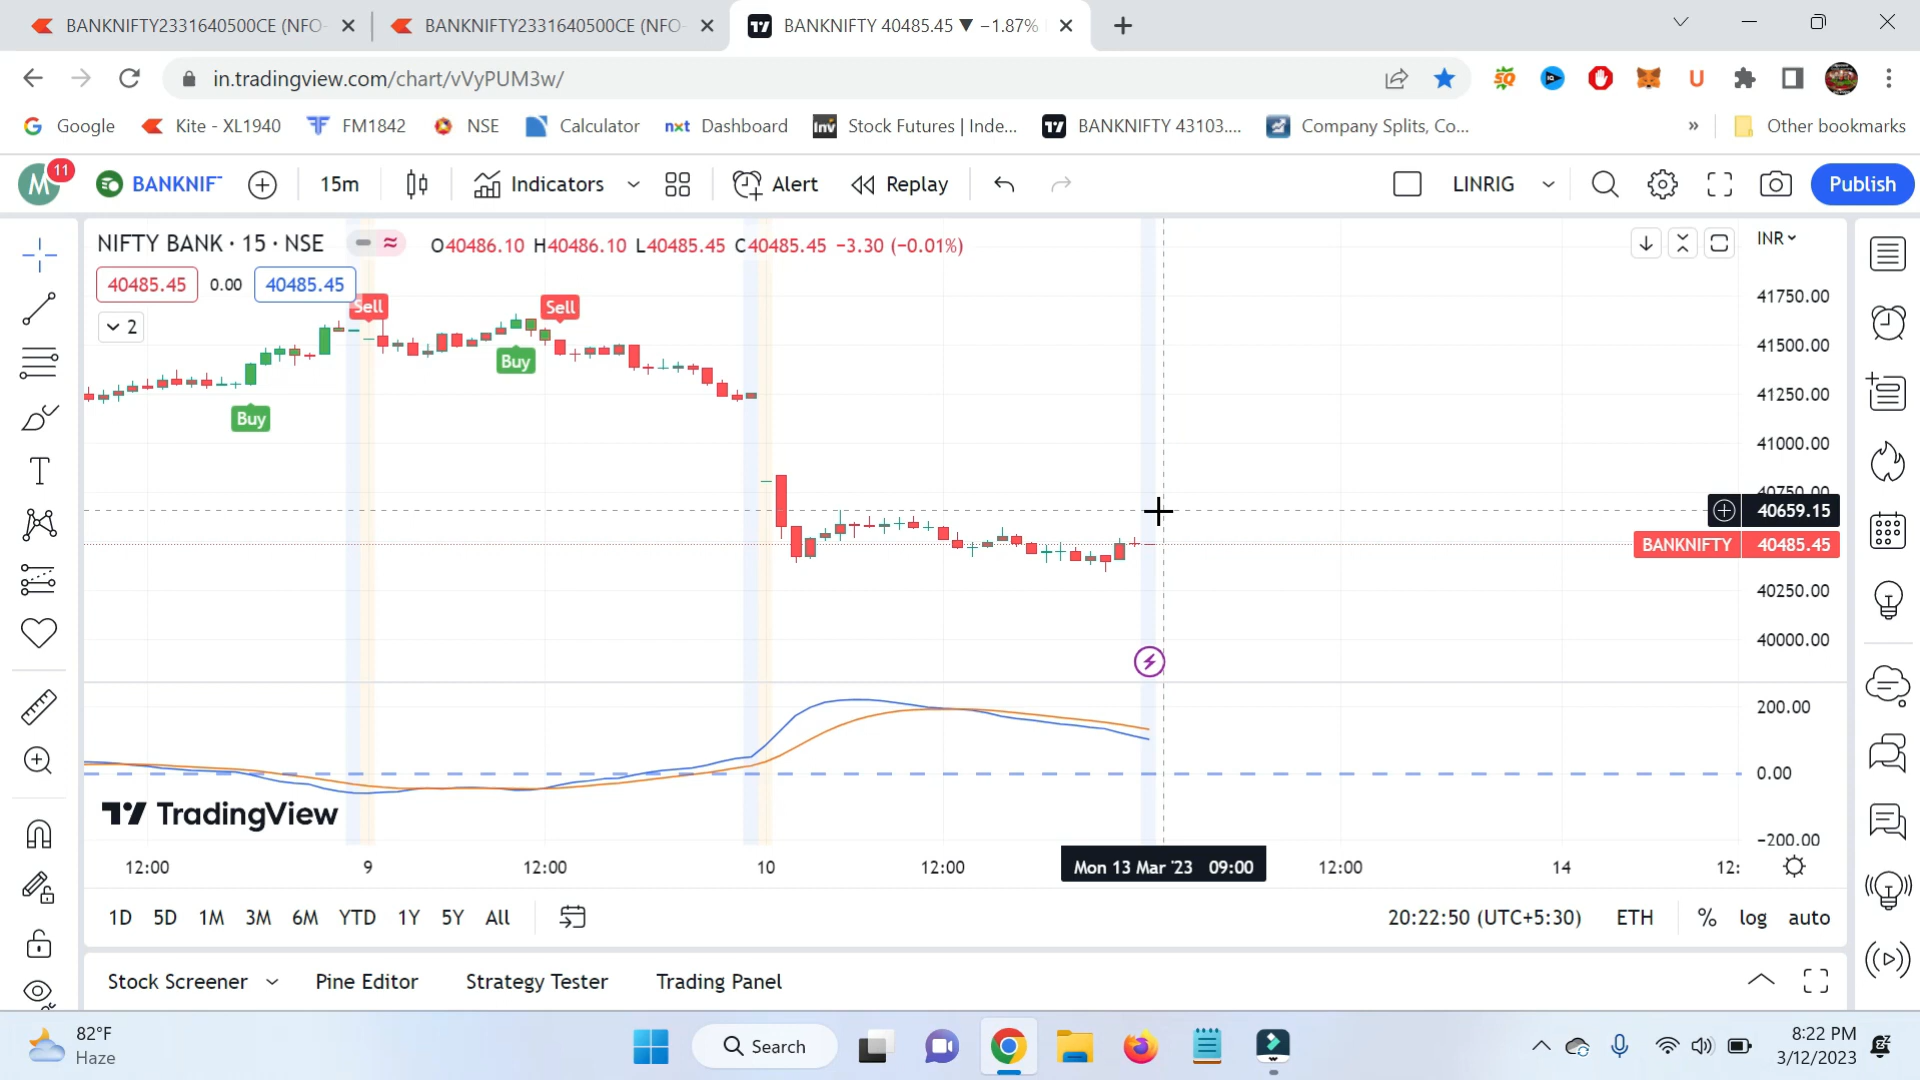 BANKNIFTY2331640500CE (NFO-
BANKNIFTY2331640500CE (NFO-
BANKNIFTY 40485.45 ▼ −1.87%
in.tradingview.com/chart/vVyPUM3w/
Google
Kite - XL1940
FM1842
NSE
Calculator
nxt Dashboard
Inv Stock Futures | Inde...
BANKNIFTY 43103....
Company Splits, Co...
»
Other bookmarks
M 11
BANKNIF
15m
Indicators
Alert
Replay
LINRIG
Publish
NIFTY BANK · 15 · NSE
O40486.10 H40486.10 L40485.45 C40485.45 −3.30 (−0.01%)
INR
40485.45 0.00 40485.45
2
Sell
Sell
Buy
Buy
41750.00
41500.00
41250.00
41000.00
40750.00
40659.15
BANKNIFTY 40485.45
40250.00
40000.00
200.00
0.00
−200.00
TradingView
12:00
9
12:00
10
12:00
Mon 13 Mar '23 09:00
12:00
14
12:
1D 5D 1M 3M 6M YTD 1Y 5Y All
20:22:50 (UTC+5:30) ETH % log auto
Stock Screener Pine Editor Strategy Tester Trading Panel
82°F
Haze
Search
8:22 PM
3/12/2023